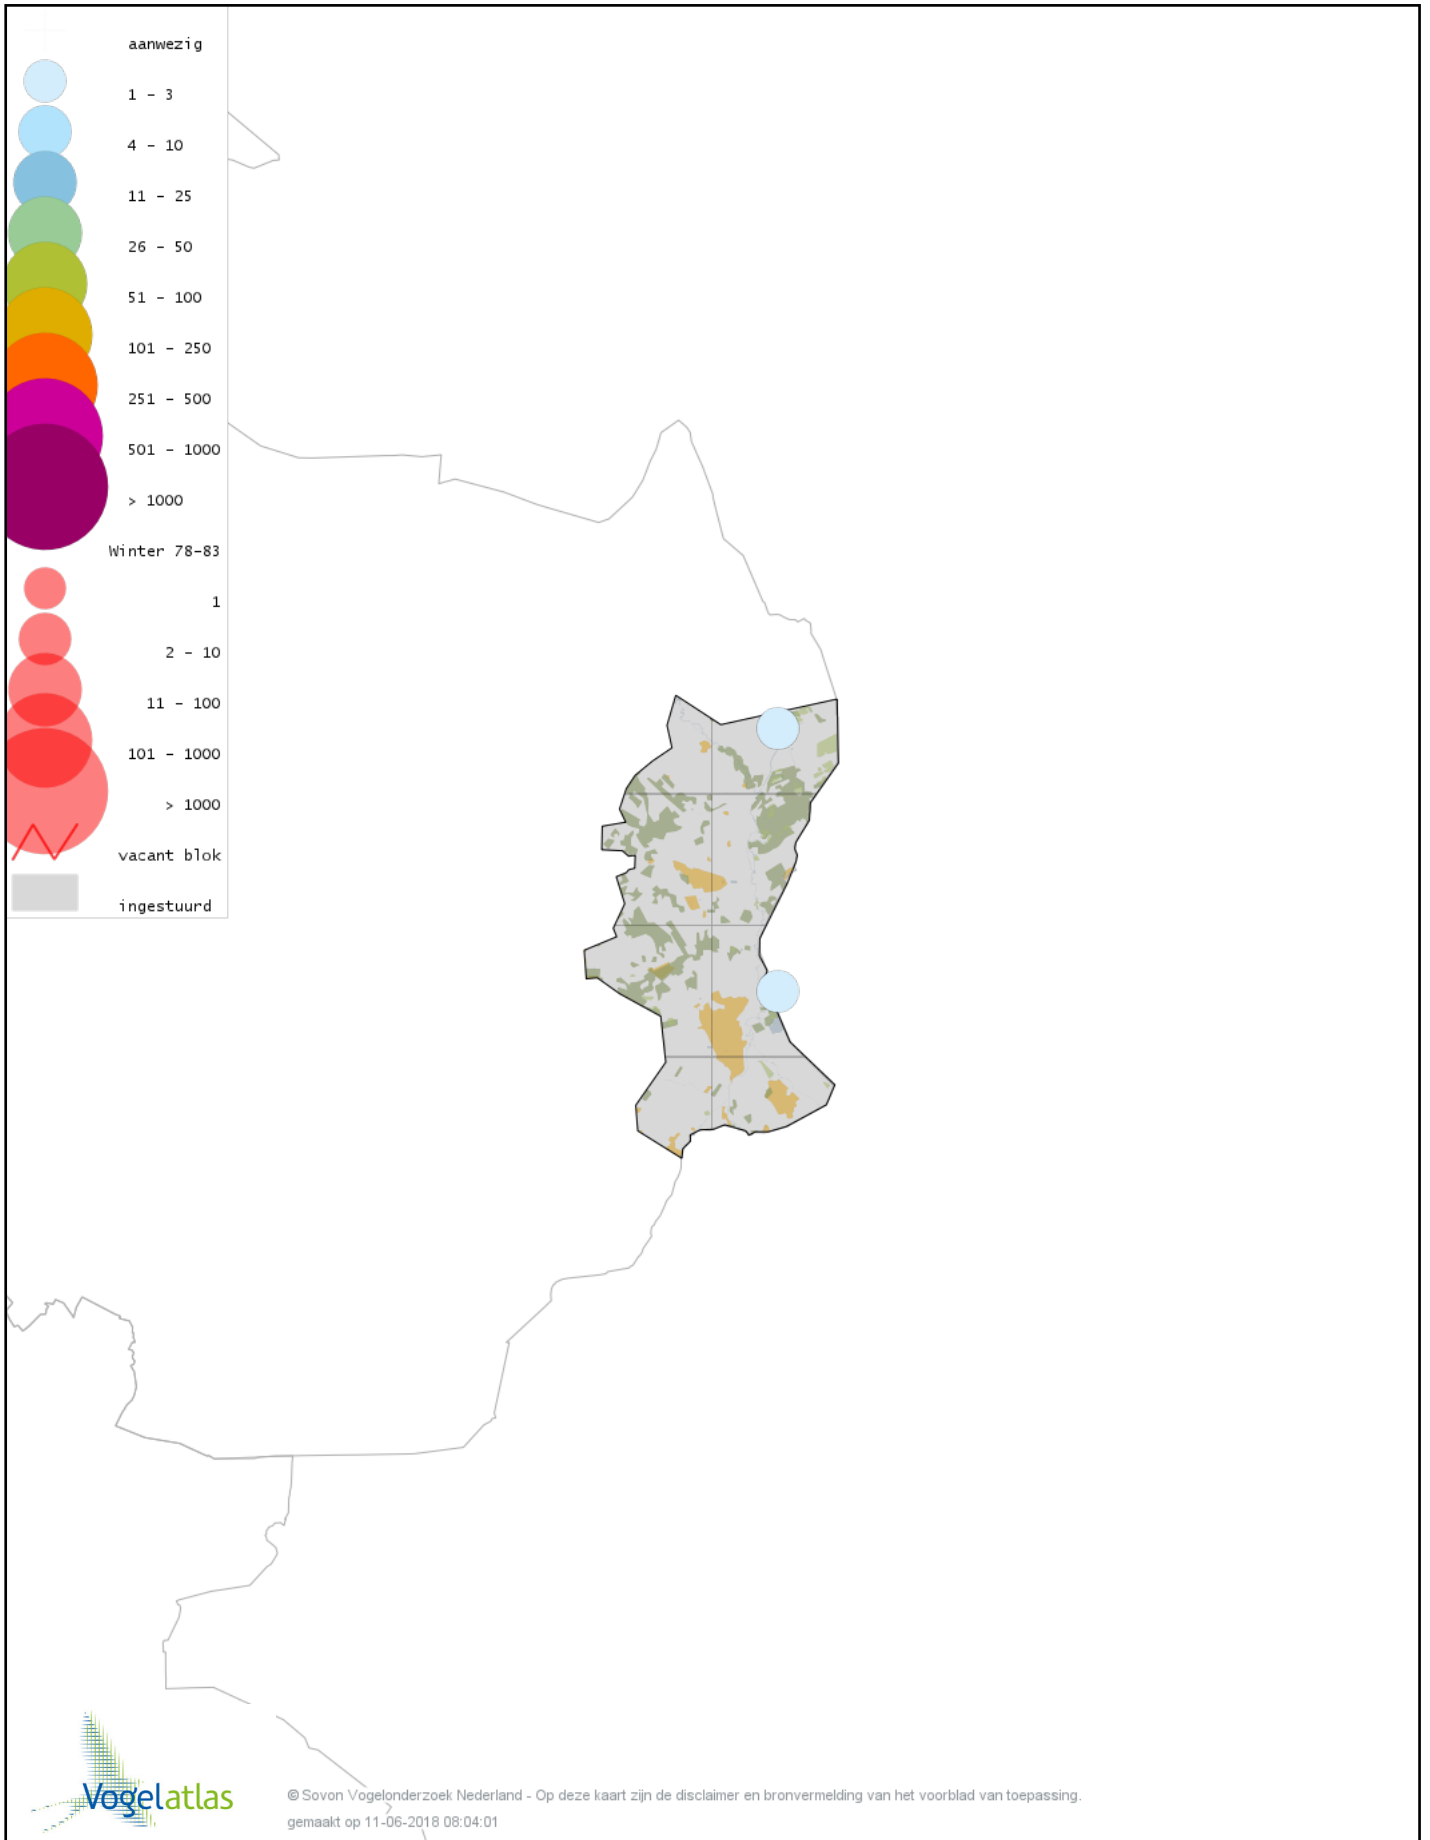 aanwezig
1 - 3
4 - 10
11 - 25
26 - 50
51 - 100
101 - 250
251 - 500
501 - 1000
> 1000
Winter 78-83
1
2 - 10
11 - 100
101 - 1000
> 1000
vacant blok
ingestuurd
Vogelatlas
© Sovon Vogelonderzoek Nederland - Op deze kaart zijn de disclaimer en bronvermelding van het voorblad van toepassing.
gemaakt op 11-06-2018 08:04:01